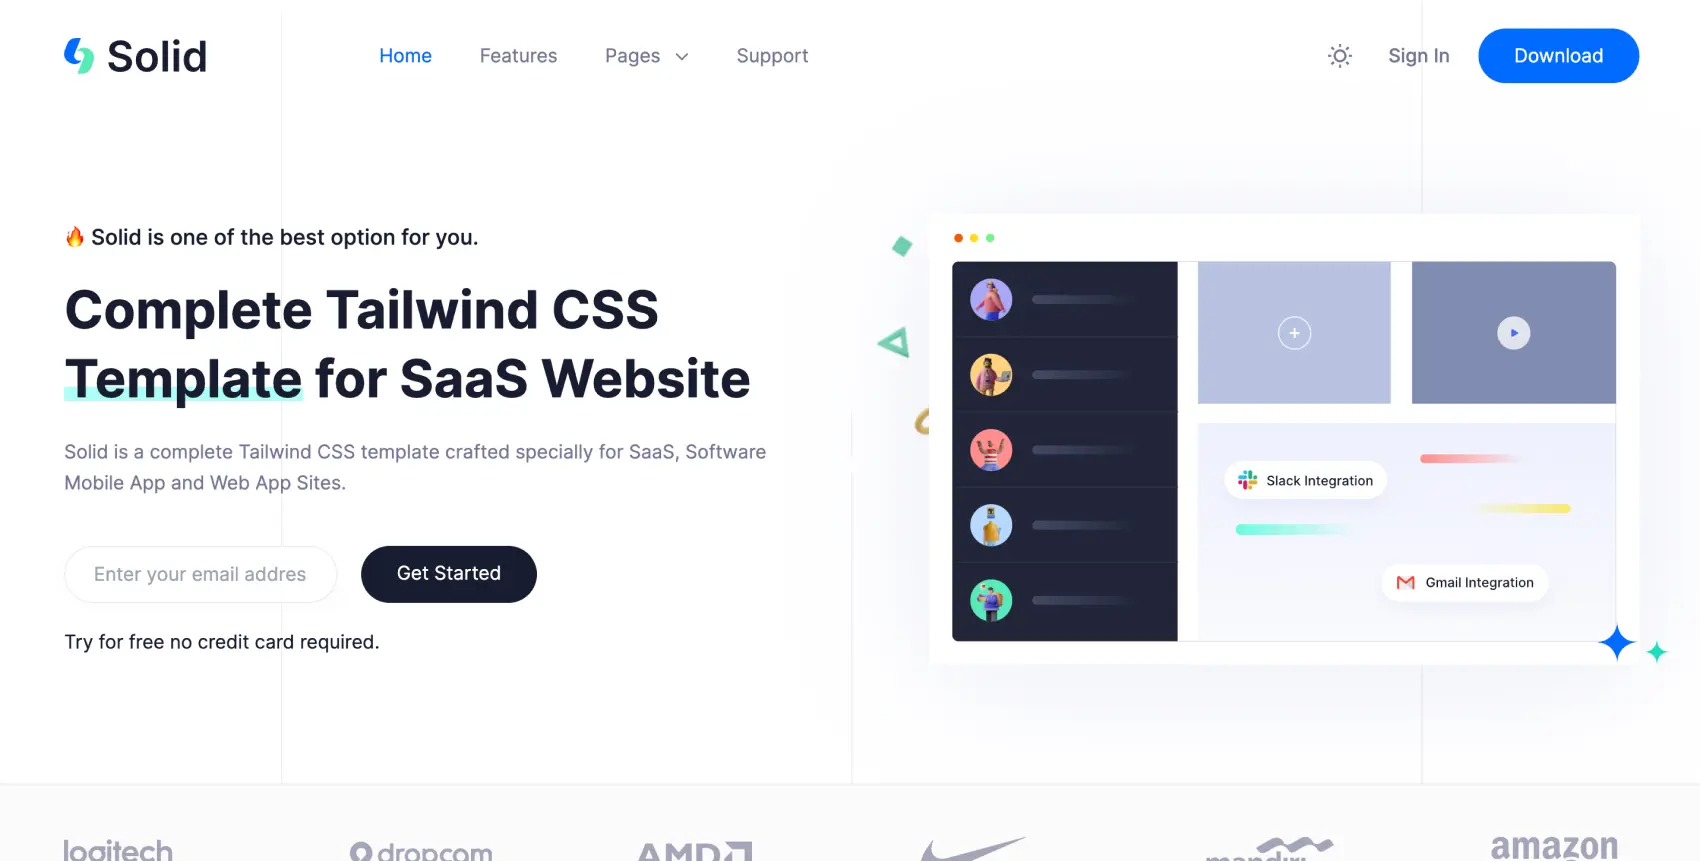 Solid
Home
Features
Pages
Support
Sign In
Download
🔥 Solid is one of the best option for you.
Complete Tailwind CSS
Template for SaaS Website
Solid is a complete Tailwind CSS template crafted specially for SaaS, Software
Mobile App and Web App Sites.
Enter your email addres
Get Started
Try for free no credit card required.
Slack Integration
Gmail Integration
logitech
dropcom
AMD
mandiri
amazon